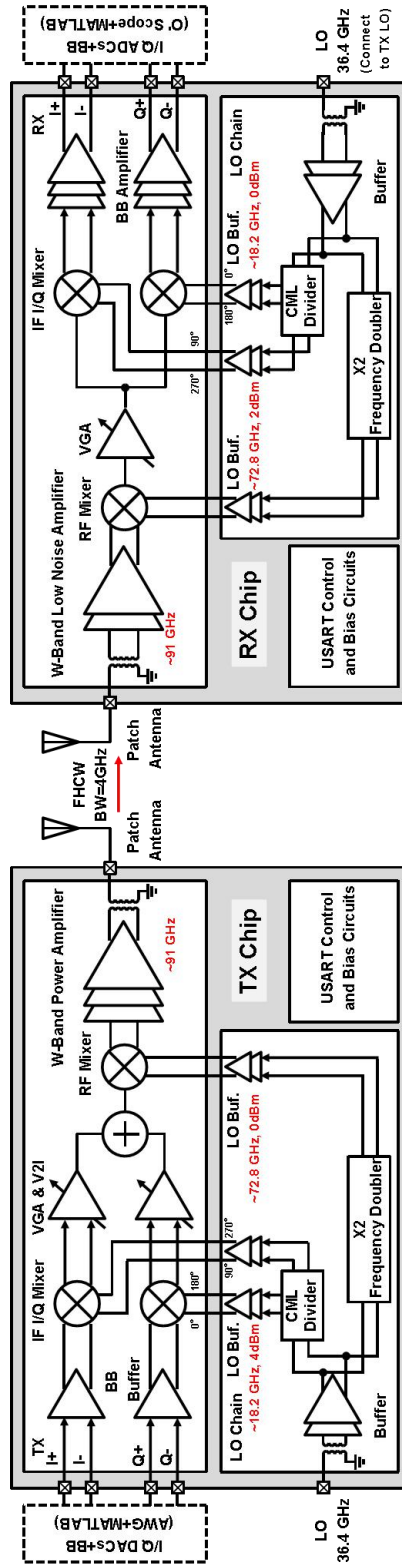 I/Q DACs+BB
(AWG+MATLAB)
TX
I+
I-
Q+
Q-
BB
Buffer
IF I/Q Mixer
VGA & V2I
RF Mixer
W-Band Power Amplifier
~91 GHz
0°
180°
90°
270°
LO Chain
LO Buf.
~18.2 GHz, 4dBm
LO Buf.
~72.8 GHz, 0dBm
CML
Divider
Buffer
X2
Frequency Doubler
LO
36.4 GHz
TX Chip
USART Control
and Bias Circuits
Patch
Antenna
FHCW
BW=4GHz
Patch
Antenna
W-Band Low Noise Amplifier
~91 GHz
RF Mixer
VGA
IF I/Q Mixer
BB Amplifier
RX
I+
I-
Q+
Q-
I/Q ADCs+BB
(O' Scope+MATLAB)
270°
90°
180°
0°
LO Buf.
~72.8 GHz, 2dBm
LO Buf.
~18.2 GHz, 0dBm
LO Chain
CML
Divider
Buffer
X2
Frequency Doubler
LO
36.4 GHz
(Connect
to TX LO)
RX Chip
USART Control
and Bias Circuits